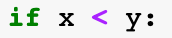 if x < y: